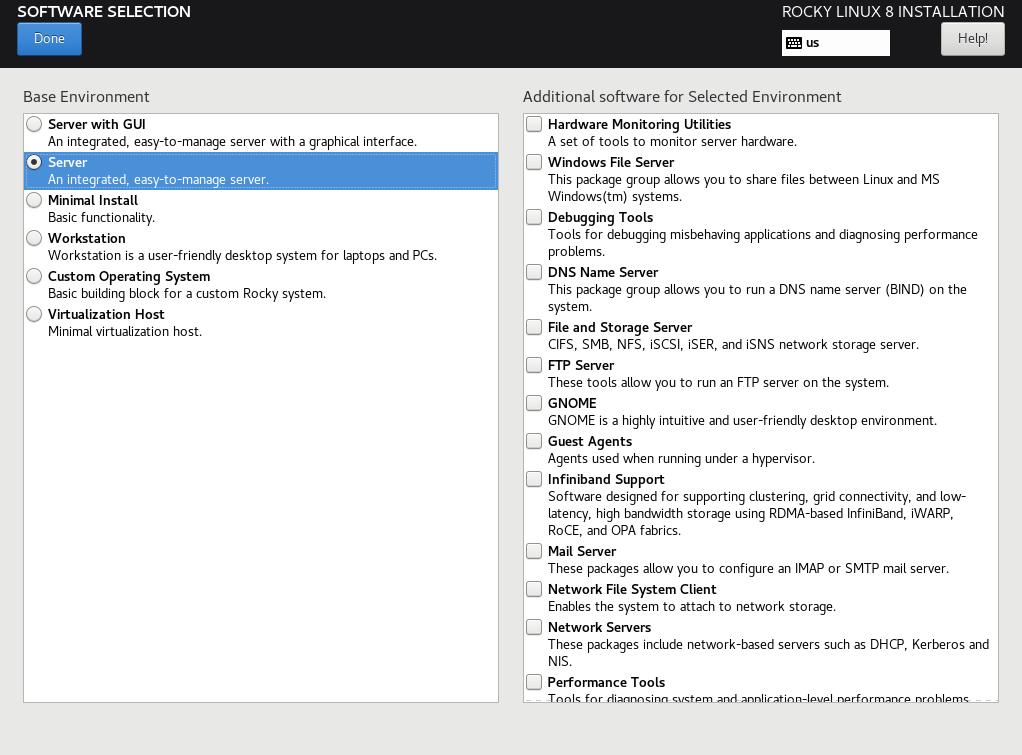 SOFTWARE SELECTION
ROCKY LINUX 8 INSTALLATION
Done
us
Help!
Base Environment
Server with GUI
An integrated, easy-to-manage server with a graphical interface.
Server
An integrated, easy-to-manage server.
Minimal Install
Basic functionality.
Workstation
Workstation is a user-friendly desktop system for laptops and PCs.
Custom Operating System
Basic building block for a custom Rocky system.
Virtualization Host
Minimal virtualization host.
Additional software for Selected Environment
Hardware Monitoring Utilities
A set of tools to monitor server hardware.
Windows File Server
This package group allows you to share files between Linux and MS
Windows(tm) systems.
Debugging Tools
Tools for debugging misbehaving applications and diagnosing performance
problems.
DNS Name Server
This package group allows you to run a DNS name server (BIND) on the
system.
File and Storage Server
CIFS, SMB, NFS, iSCSI, iSER, and iSNS network storage server.
FTP Server
These tools allow you to run an FTP server on the system.
GNOME
GNOME is a highly intuitive and user-friendly desktop environment.
Guest Agents
Agents used when running under a hypervisor.
Infiniband Support
Software designed for supporting clustering, grid connectivity, and low-
latency, high bandwidth storage using RDMA-based InfiniBand, iWARP,
RoCE, and OPA fabrics.
Mail Server
These packages allow you to configure an IMAP or SMTP mail server.
Network File System Client
Enables the system to attach to network storage.
Network Servers
These packages include network-based servers such as DHCP, Kerberos and
NIS.
Performance Tools
Tools for diagnosing system and application-level performance problems.